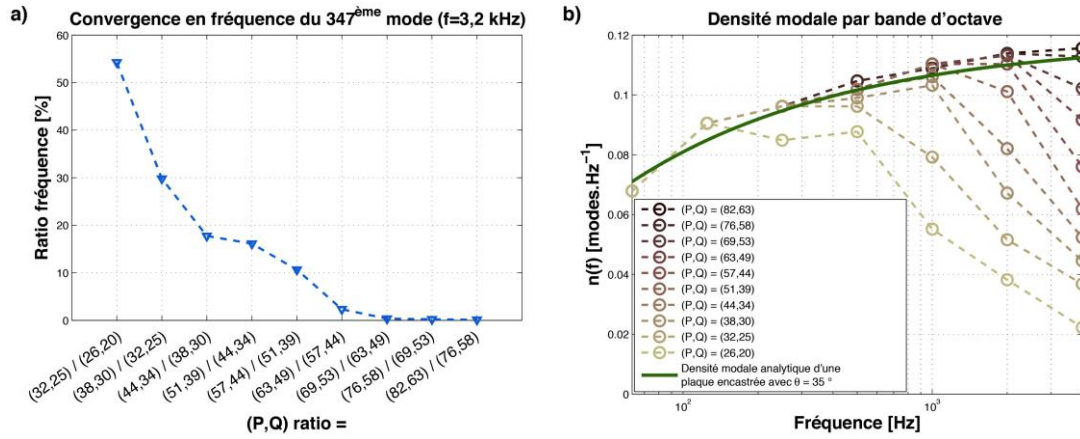 a)
Convergence en fréquence du 347ème mode (f=3,2 kHz)
60
50
40
30
20
10
0
Ratio fréquence [%]
(32,25) / (26,20)
(38,30) / (32,25)
(44,34) / (38,30)
(51,39) / (44,34)
(57,44) / (51,39)
(63,49) / (57,44)
(69,53) / (63,49)
(76,58) / (69,53)
(82,63) / (76,58)
(P,Q) ratio =
b)
Densité modale par bande d'octave
0.12
0.1
0.08
0.06
0.04
0.02
0
n(f) [modes.Hz⁻¹]
(P,Q) = (82,63)
(P,Q) = (76,58)
(P,Q) = (69,53)
(P,Q) = (63,49)
(P,Q) = (57,44)
(P,Q) = (51,39)
(P,Q) = (44,34)
(P,Q) = (38,30)
(P,Q) = (32,25)
(P,Q) = (26,20)
Densité modale analytique d'une
plaque encastrée avec θ = 35 °
10²
10³
Fréquence [Hz]